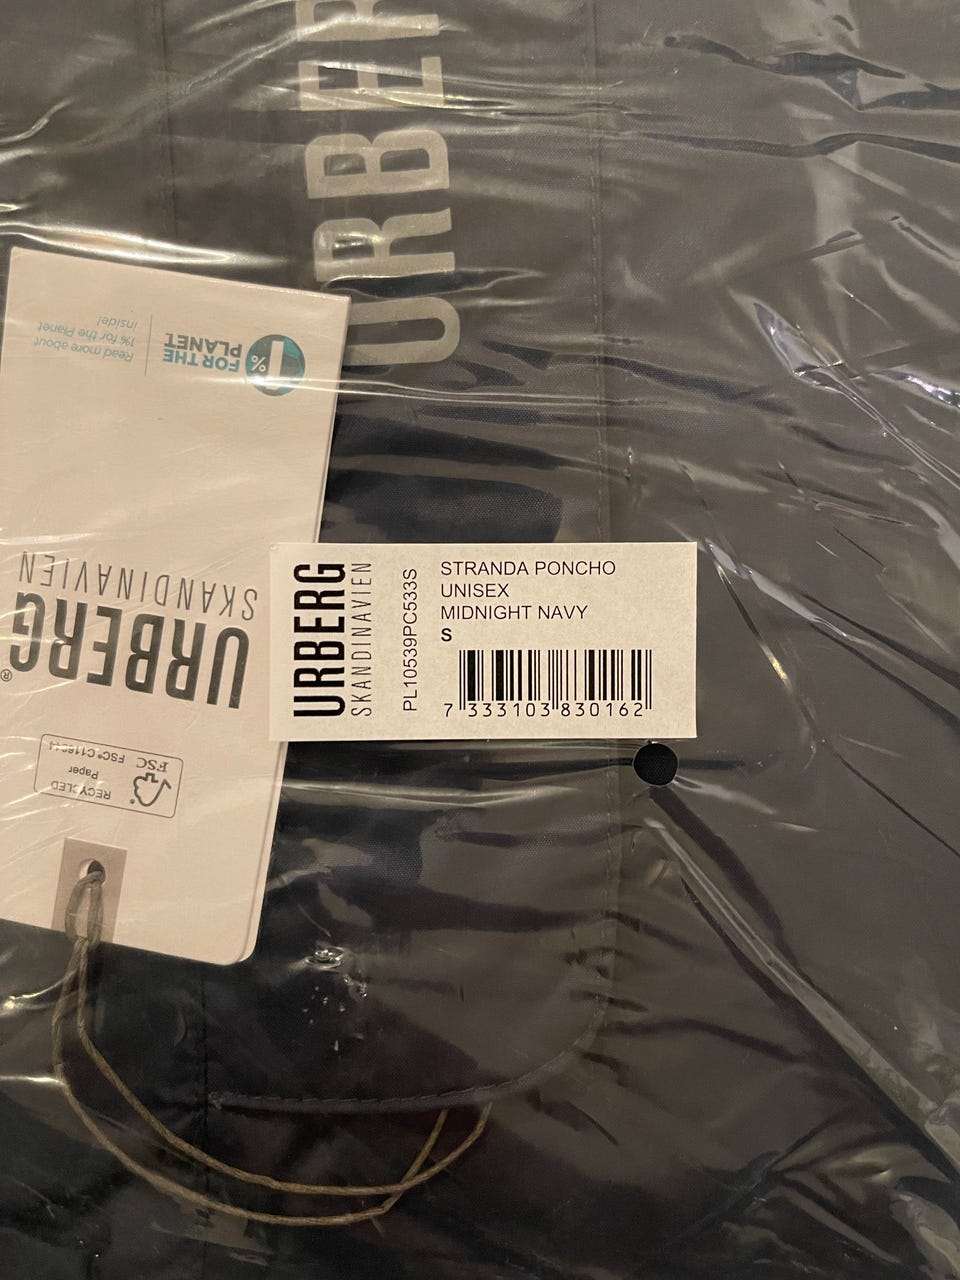 URBER
1%
FOR THE
PLANET
Read more about
1% for the Planet
inside!
URBERG®
SKANDINAVIEN
FSC
RECYCLED
Paper
URBERG
SKANDINAVIEN
PL10539PC533S
STRANDA PONCHO
UNISEX
MIDNIGHT NAVY
S
7 333103 830162